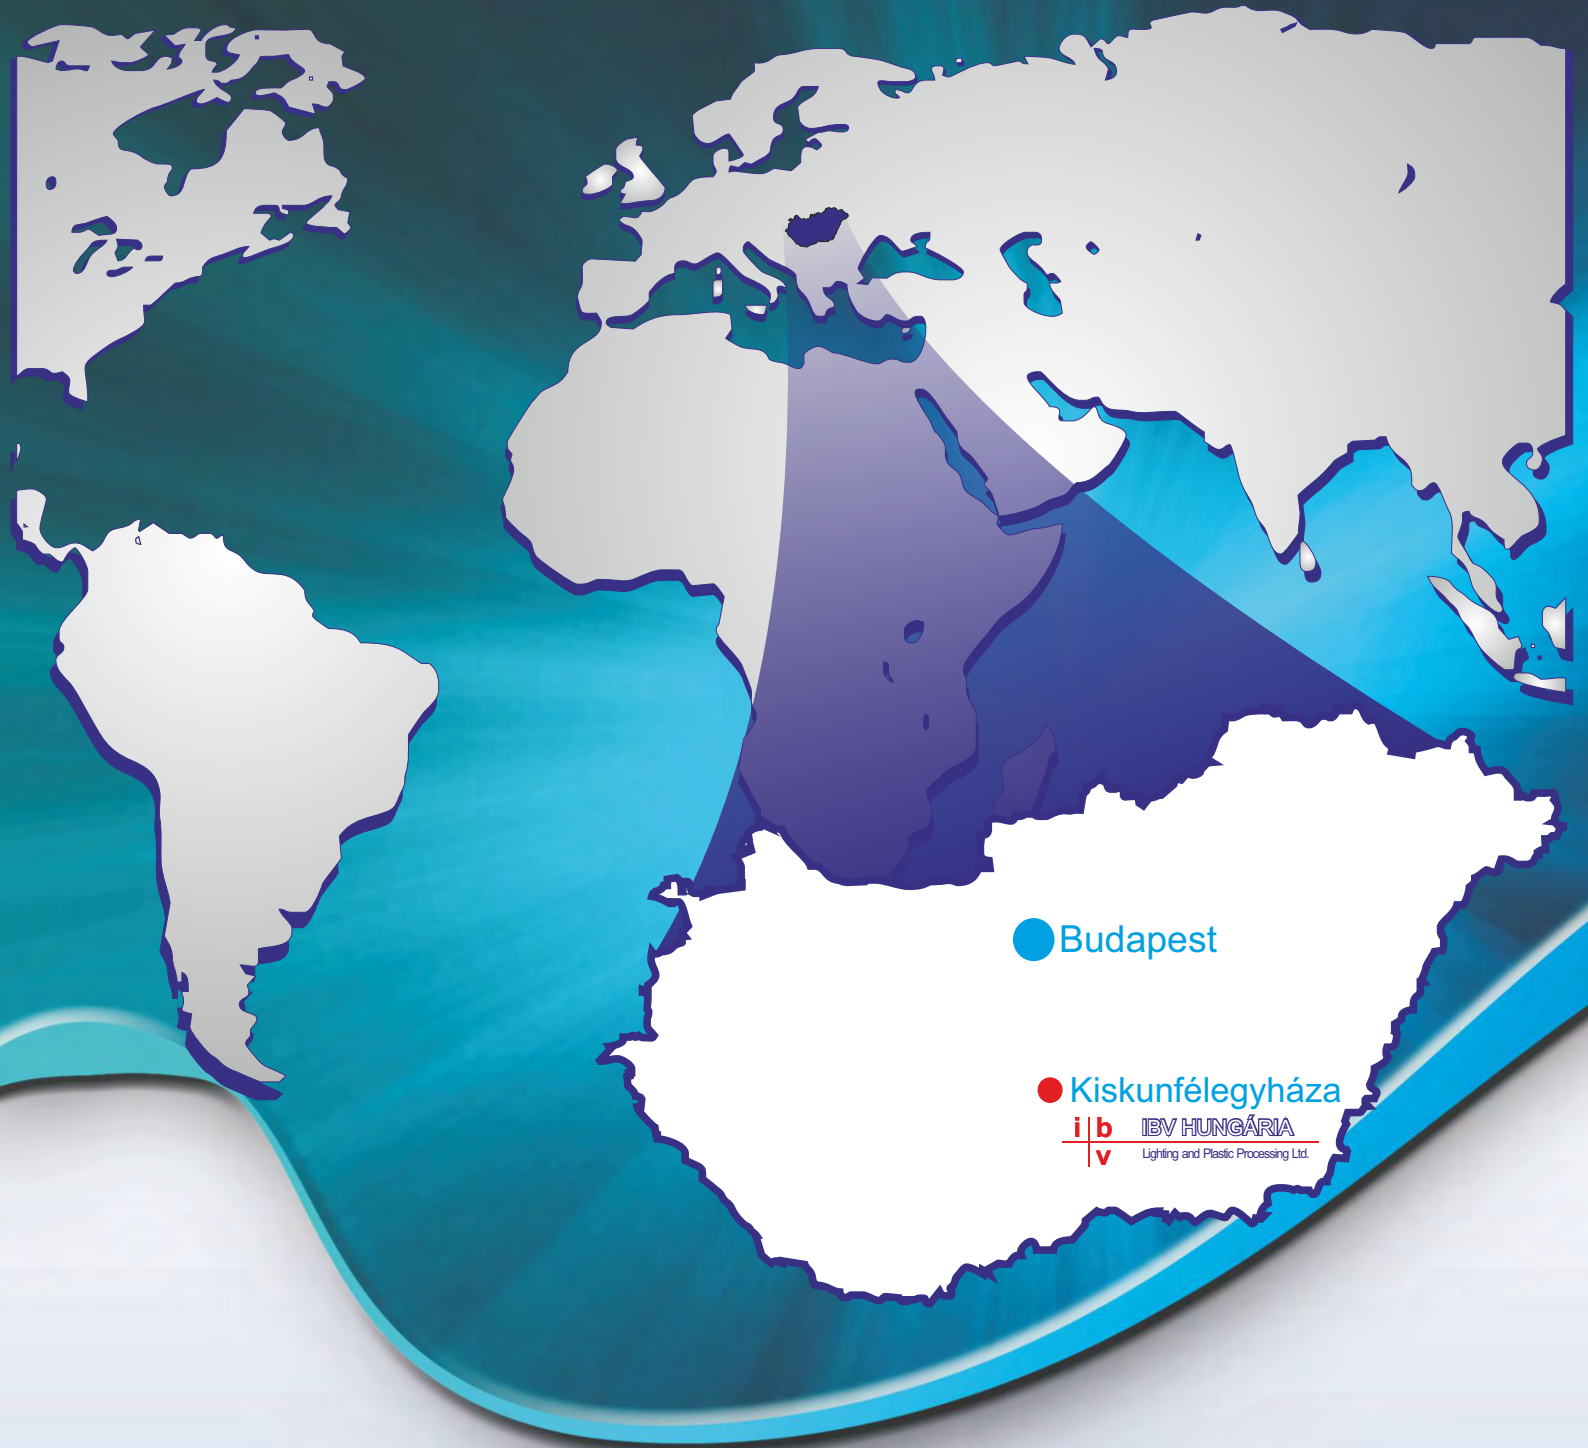 Budapest
Kiskunfélegyháza
i b
v
IBV HUNGÁRIA
Lighting and Plastic Processing Ltd.